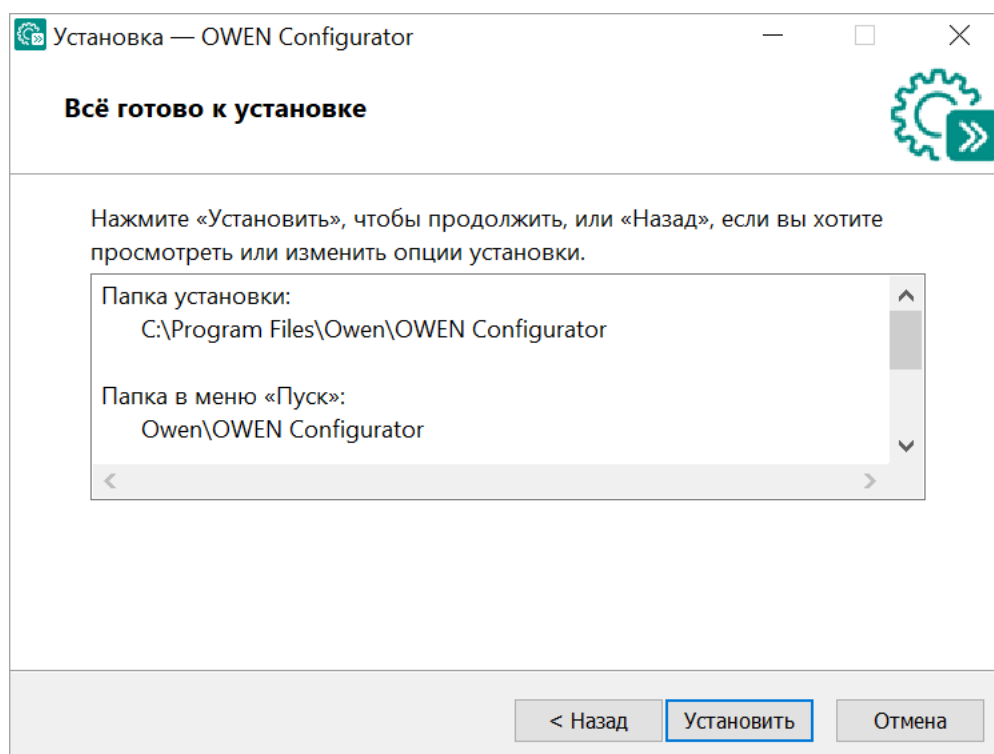 Установка — OWEN Configurator
Всё готово к установке
Нажмите «Установить», чтобы продолжить, или «Назад», если вы хотите
просмотреть или изменить опции установки.
Папка установки:
C:\Program Files\Owen\OWEN Configurator
Папка в меню «Пуск»:
Owen\OWEN Configurator
< Назад
Установить
Отмена